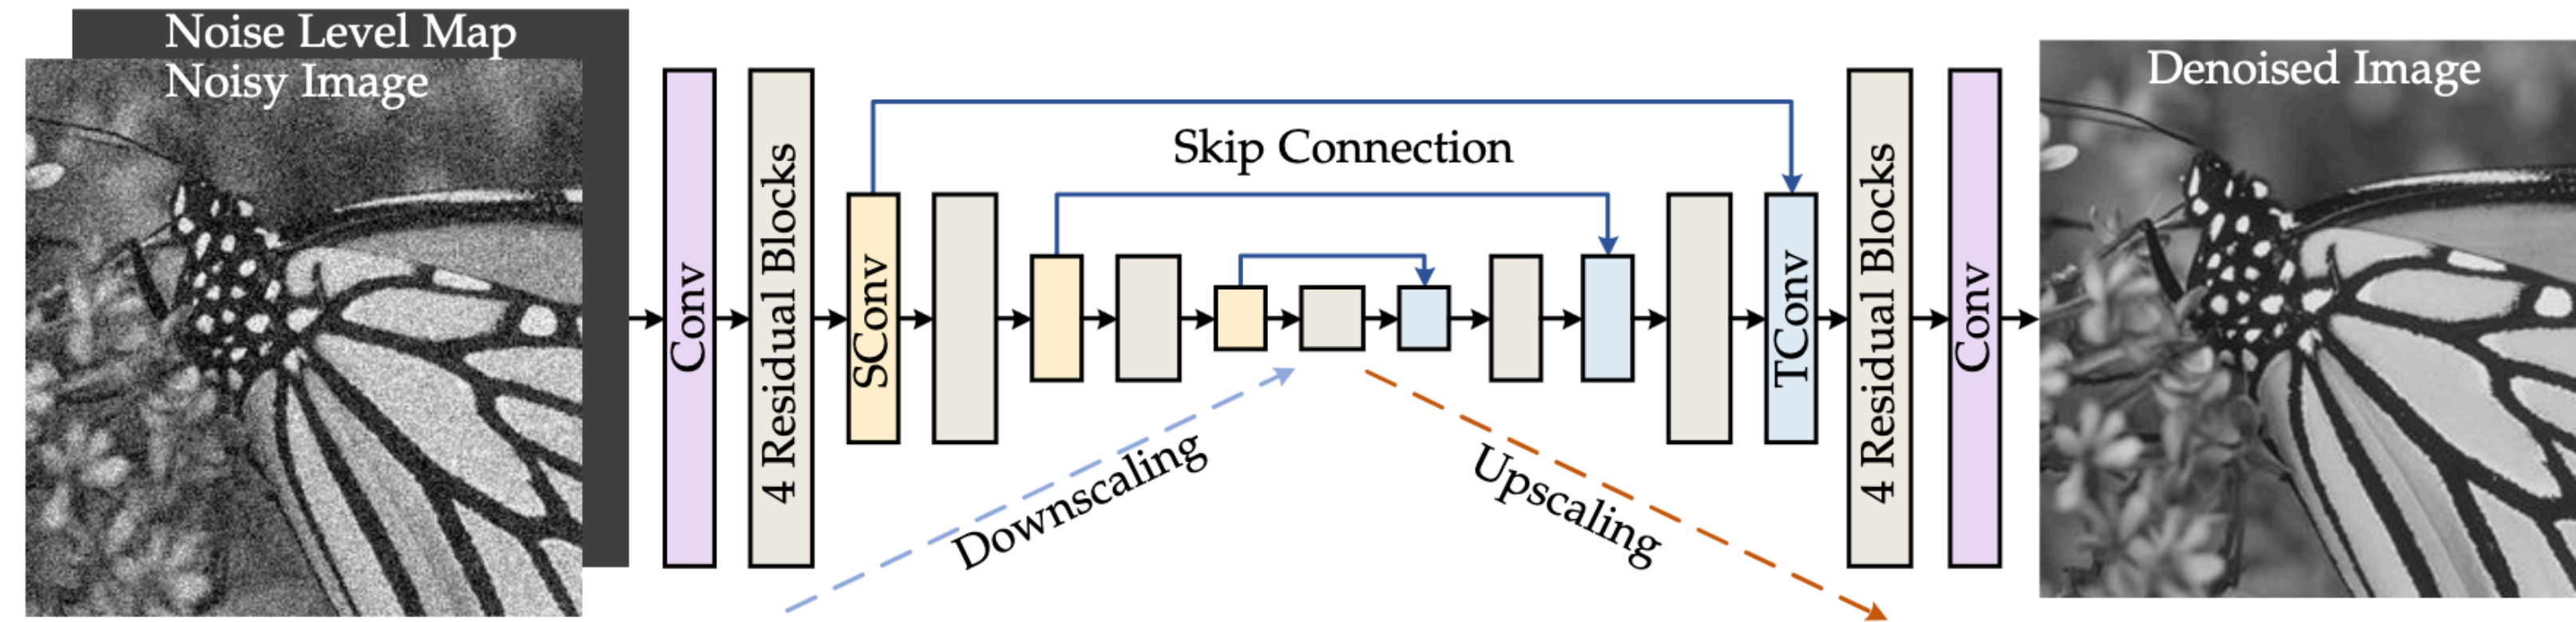 Noise Level Map
Noisy Image
Conv
4 Residual Blocks
SConv
Skip Connection
Downscaling
Upscaling
TConv
4 Residual Blocks
Conv
Denoised Image